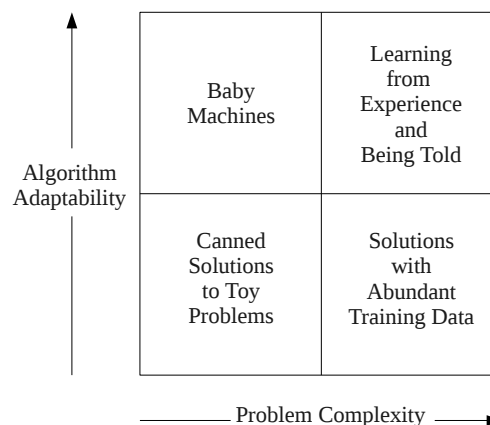 Baby
Machines
Learning
from
Experience
and
Being Told
Algorithm
Adaptability
Canned
Solutions
to Toy
Problems
Solutions
with
Abundant
Training Data
Problem Complexity